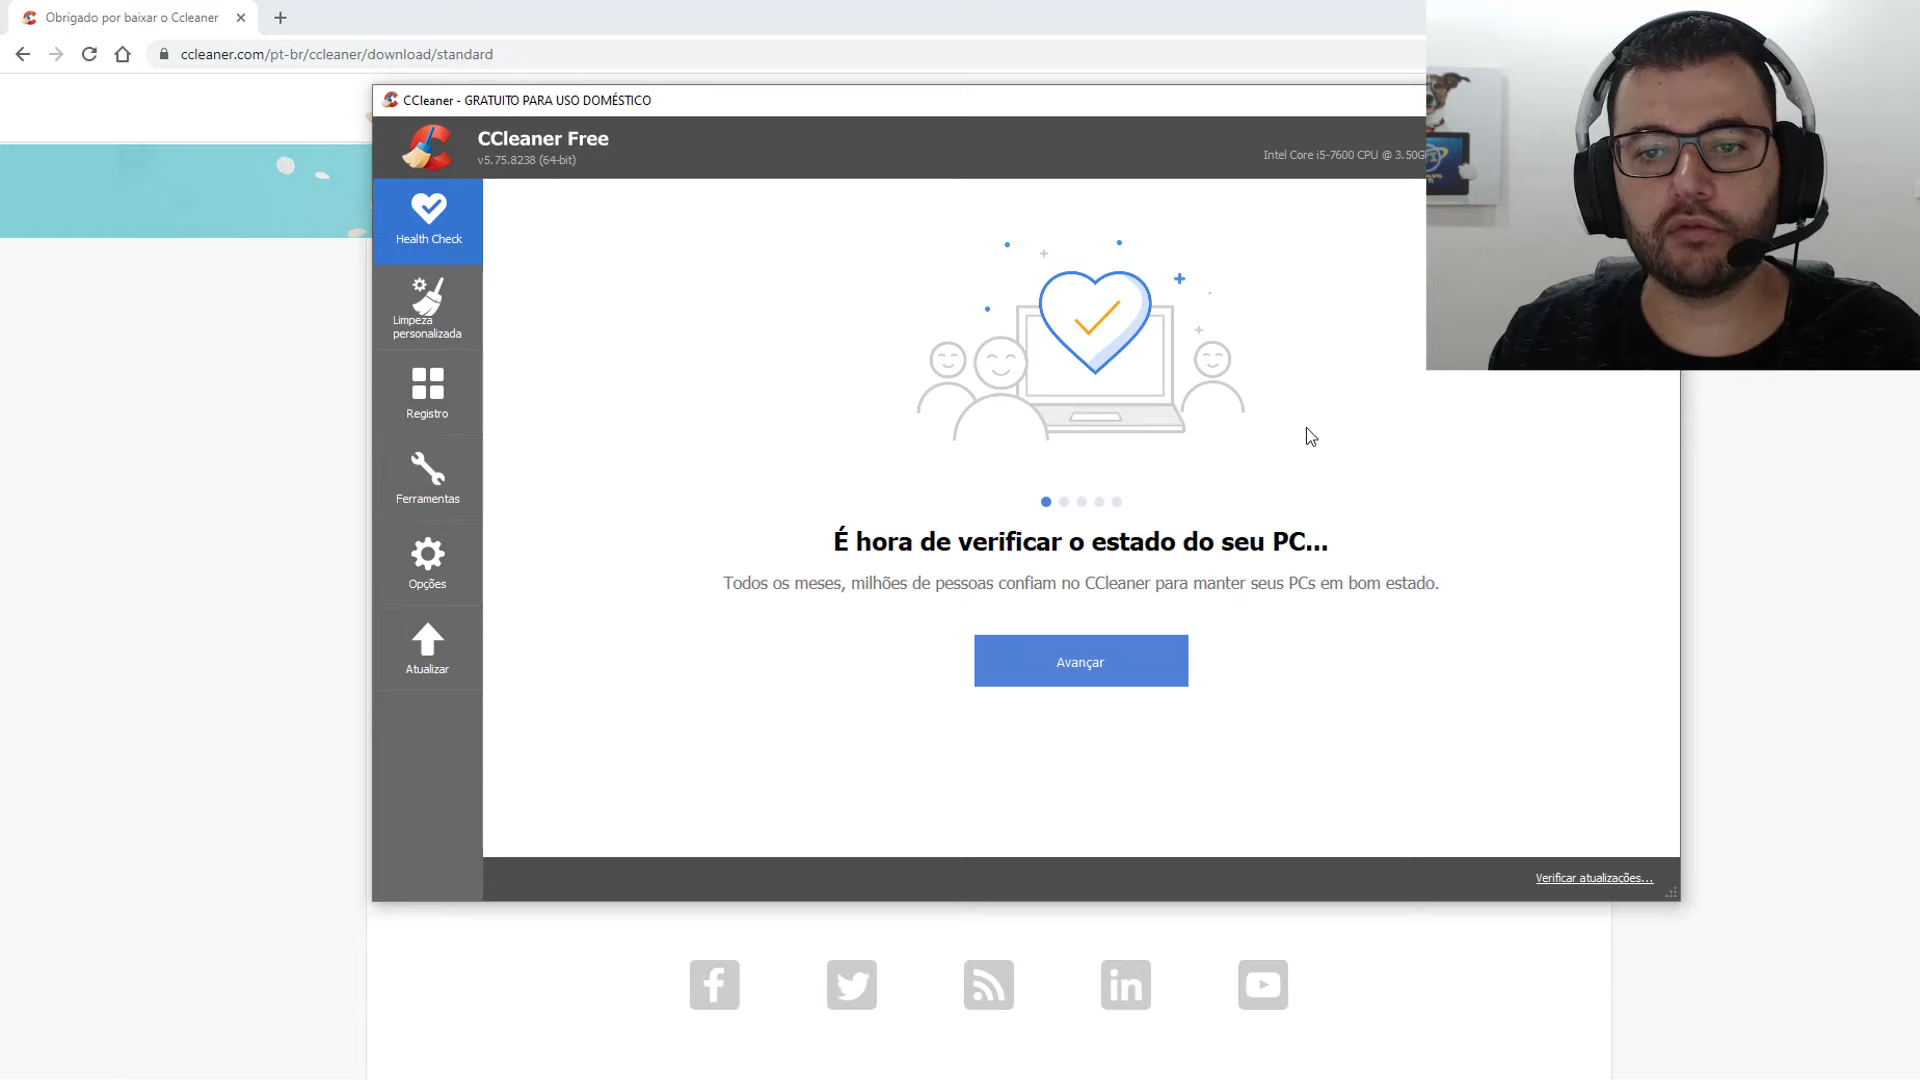 Obrigado por baixar o Ccleaner
ccleaner.com/pt-br/ccleaner/download/standard
CCleaner - GRATUITO PARA USO DOMÉSTICO
CCleaner Free
v5.75.8238 (64-bit)
Intel Core i5-7600 CPU @ 3.50G
Health Check
Limpeza
personalizada
Registro
Ferramentas
Opções
Atualizar
É hora de verificar o estado do seu PC...
Todos os meses, milhões de pessoas confiam no CCleaner para manter seus PCs em bom estado.
Avançar
Verificar atualizações...